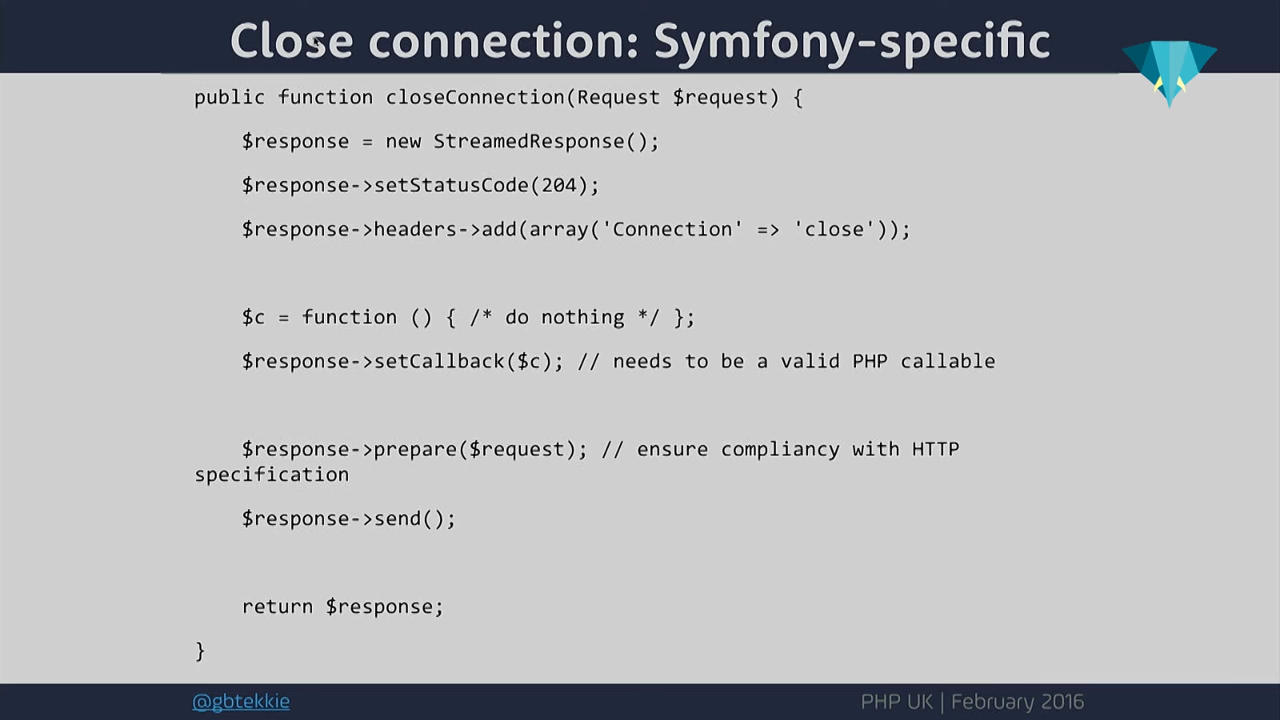 Close connection: Symfony-specific
public function closeConnection(Request $request) {
$response = new StreamedResponse();
$response->setStatusCode(204);
$response->headers->add(array('Connection' => 'close'));
$c = function () { /* do nothing */ };
$response->setCallback($c); // needs to be a valid PHP callable
$response->prepare($request); // ensure compliancy with HTTP
specification
$response->send();
return $response;
}
@gbtekkie
PHP UK | February 2016